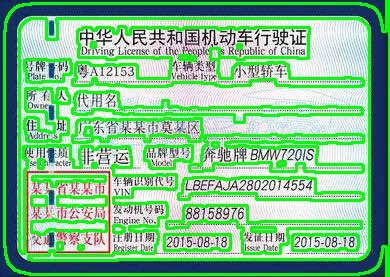 中华人民共和国机动车行驶证
Driving License of the People's Republic of China
号牌号码 粤A12153 车辆类型 小型轿车
Plate No. Vehicle Type
所有人 代用名
Owner
住址 广东省某某市莫某区
Address
使用性质 非营运 品牌型号 奔驰牌BMW720IS
Use Character Model
某某省某某市 车辆识别代号 LBEFAJA2802014554
VIN
某某市公安局 发动机号码 88158976
Engine No.
交通警察支队 注册日期 2015-08-18 发证日期 2015-08-18
Register Date Issue Date